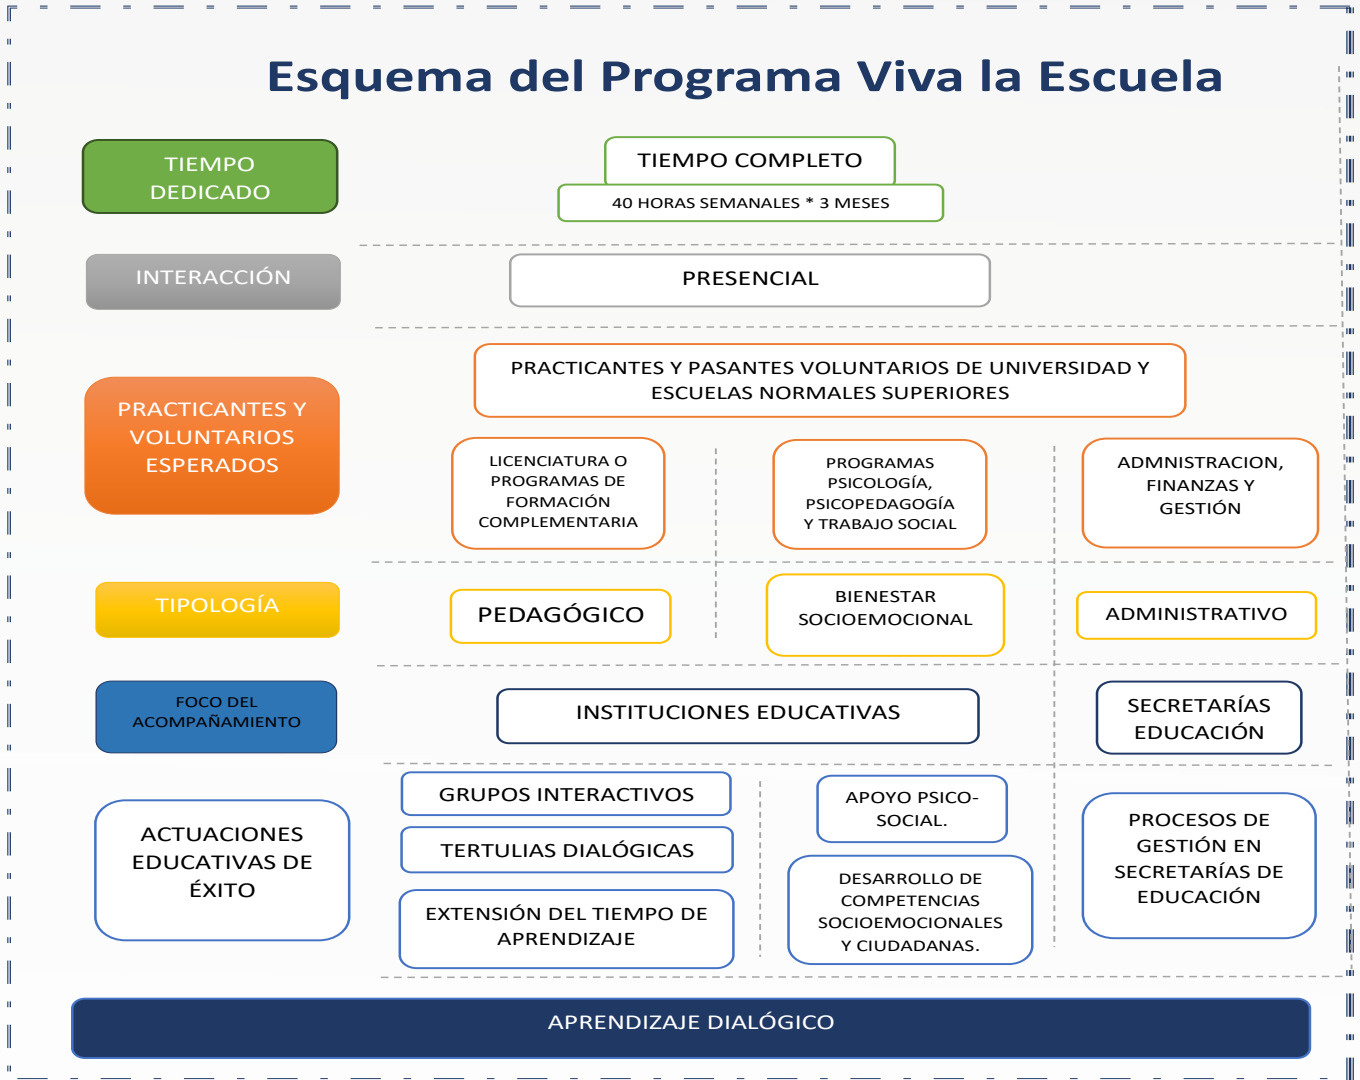 Esquema del Programa Viva la Escuela
TIEMPO
DEDICADO
TIEMPO COMPLETO
40 HORAS SEMANALES * 3 MESES
INTERACCIÓN
PRESENCIAL
PRACTICANTES Y
VOLUNTARIOS
ESPERADOS
PRACTICANTES Y PASANTES VOLUNTARIOS DE UNIVERSIDAD Y
ESCUELAS NORMALES SUPERIORES
LICENCIATURA O
PROGRAMAS DE
FORMACIÓN
COMPLEMENTARIA
PROGRAMAS
PSICOLOGÍA,
PSICOPEDAGOGÍA
Y TRABAJO SOCIAL
ADMNISTRACION,
FINANZAS Y
GESTIÓN
TIPOLOGÍA
PEDAGÓGICO
BIENESTAR
SOCIOEMOCIONAL
ADMINISTRATIVO
FOCO DEL
ACOMPAÑAMIENTO
INSTITUCIONES EDUCATIVAS
SECRETARÍAS
EDUCACIÓN
ACTUACIONES
EDUCATIVAS DE
ÉXITO
GRUPOS INTERACTIVOS
TERTULIAS DIALÓGICAS
EXTENSIÓN DEL TIEMPO DE
APRENDIZAJE
APOYO PSICO-
SOCIAL.
DESARROLLO DE
COMPETENCIAS
SOCIOEMOCIONALES
Y CIUDADANAS.
PROCESOS DE
GESTIÓN EN
SECRETARÍAS DE
EDUCACIÓN
APRENDIZAJE DIALÓGICO